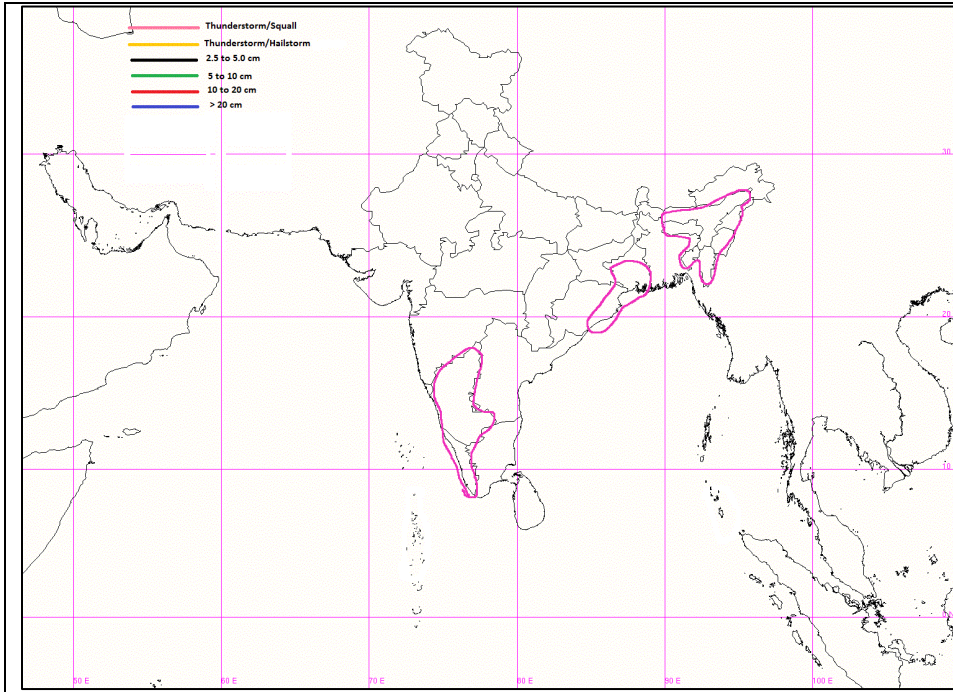 Thunderstorm/Squall
Thunderstorm/Hailstorm
2.5 to 5.0 cm
5 to 10 cm
10 to 20 cm
> 20 cm
30
20
10
50 E
60 E
70 E
80 E
90 E
100 E